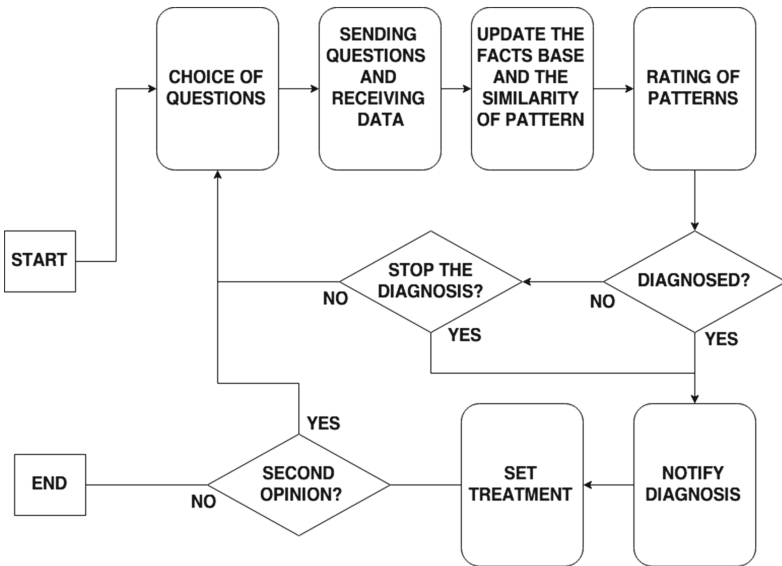 CHOICE OF
QUESTIONS
SENDING
QUESTIONS
AND
RECEIVING
DATA
UPDATE THE
FACTS BASE
AND THE
SIMILARITY
OF PATTERN
RATING OF
PATTERNS
START
STOP THE
DIAGNOSIS?
NO
YES
DIAGNOSED?
NO
YES
END
NO
SECOND
OPINION?
YES
SET
TREATMENT
NOTIFY
DIAGNOSIS